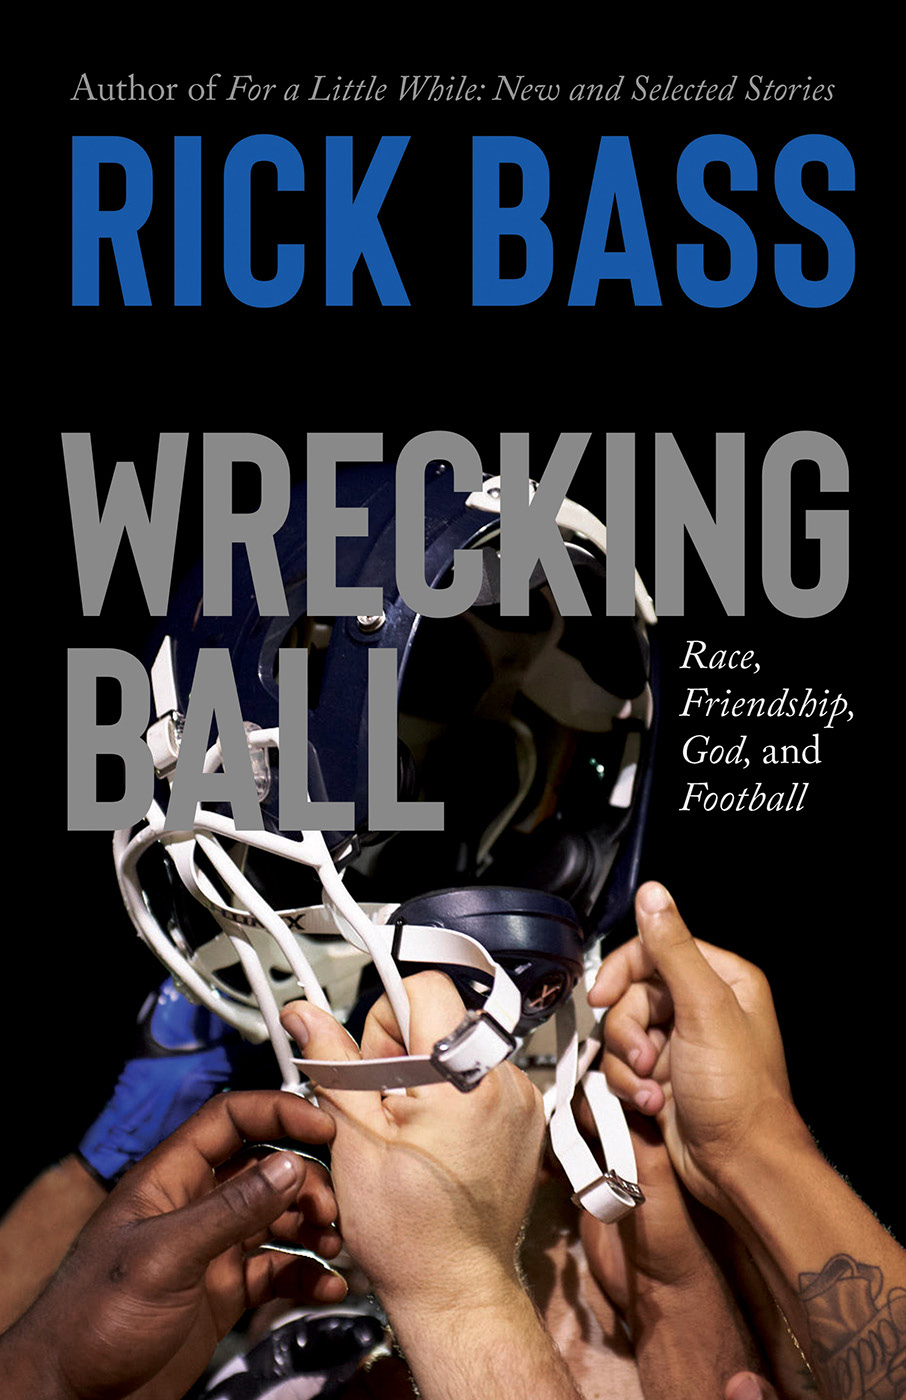 Author of For a Little While: New and Selected Stories
RICK BASS
WRECKING
BALL
Race,
Friendship,
God, and
Football